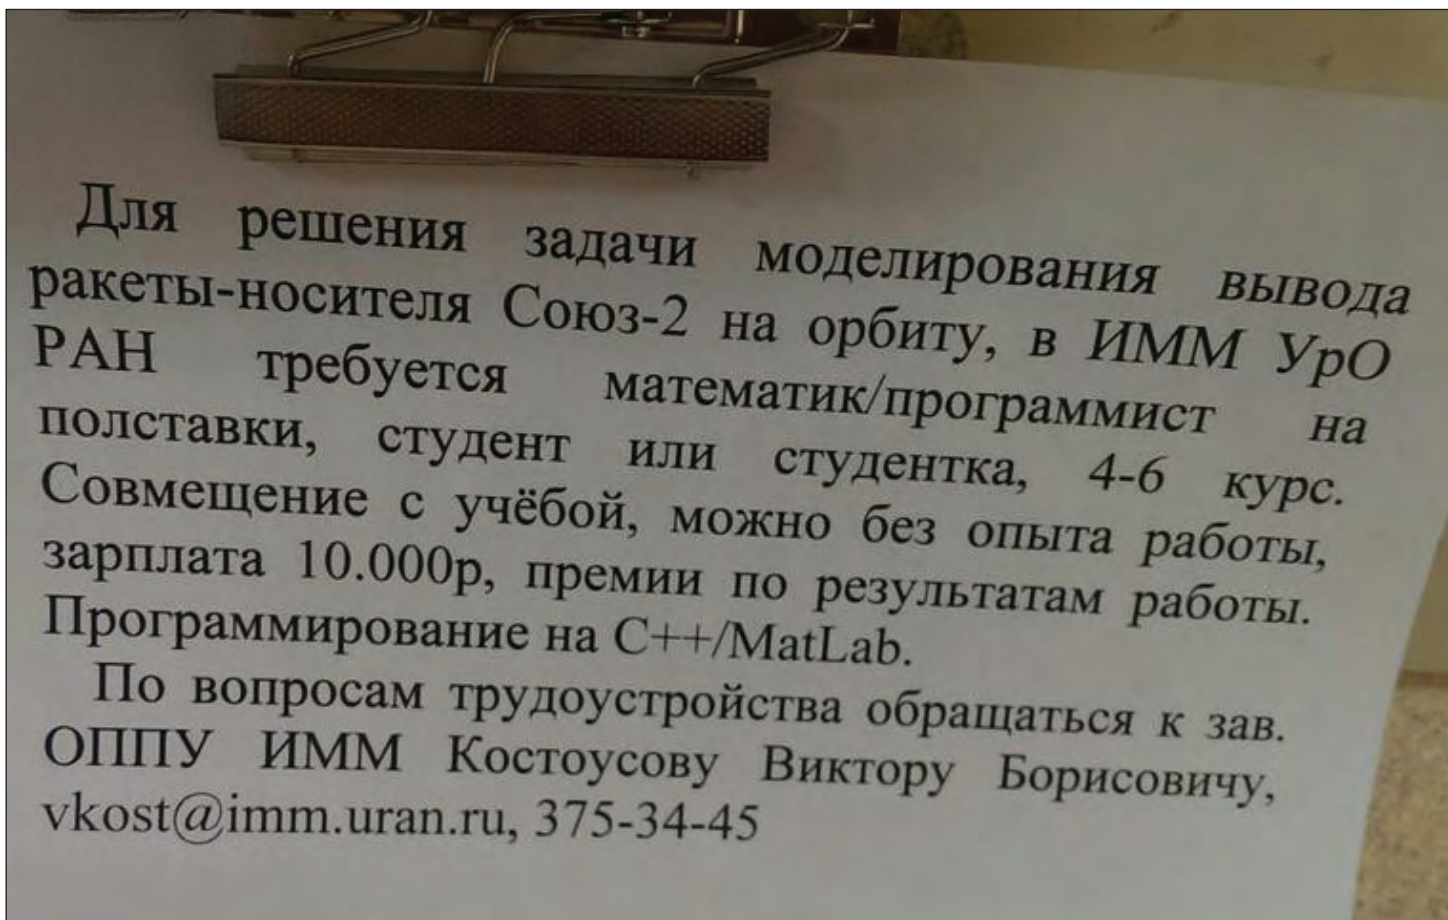 Для решения задачи моделирования вывода
ракеты-носителя Союз-2 на орбиту, в ИММ УрО
РАН требуется математик/программист на
полставки, студент или студентка, 4-6 курс.
Совмещение с учёбой, можно без опыта работы,
зарплата 10.000р, премии по результатам работы.
Программирование на C++/MatLab.
По вопросам трудоустройства обращаться к зав.
ОППУ ИММ Костоусову Виктору Борисовичу,
vkost@imm.uran.ru, 375-34-45